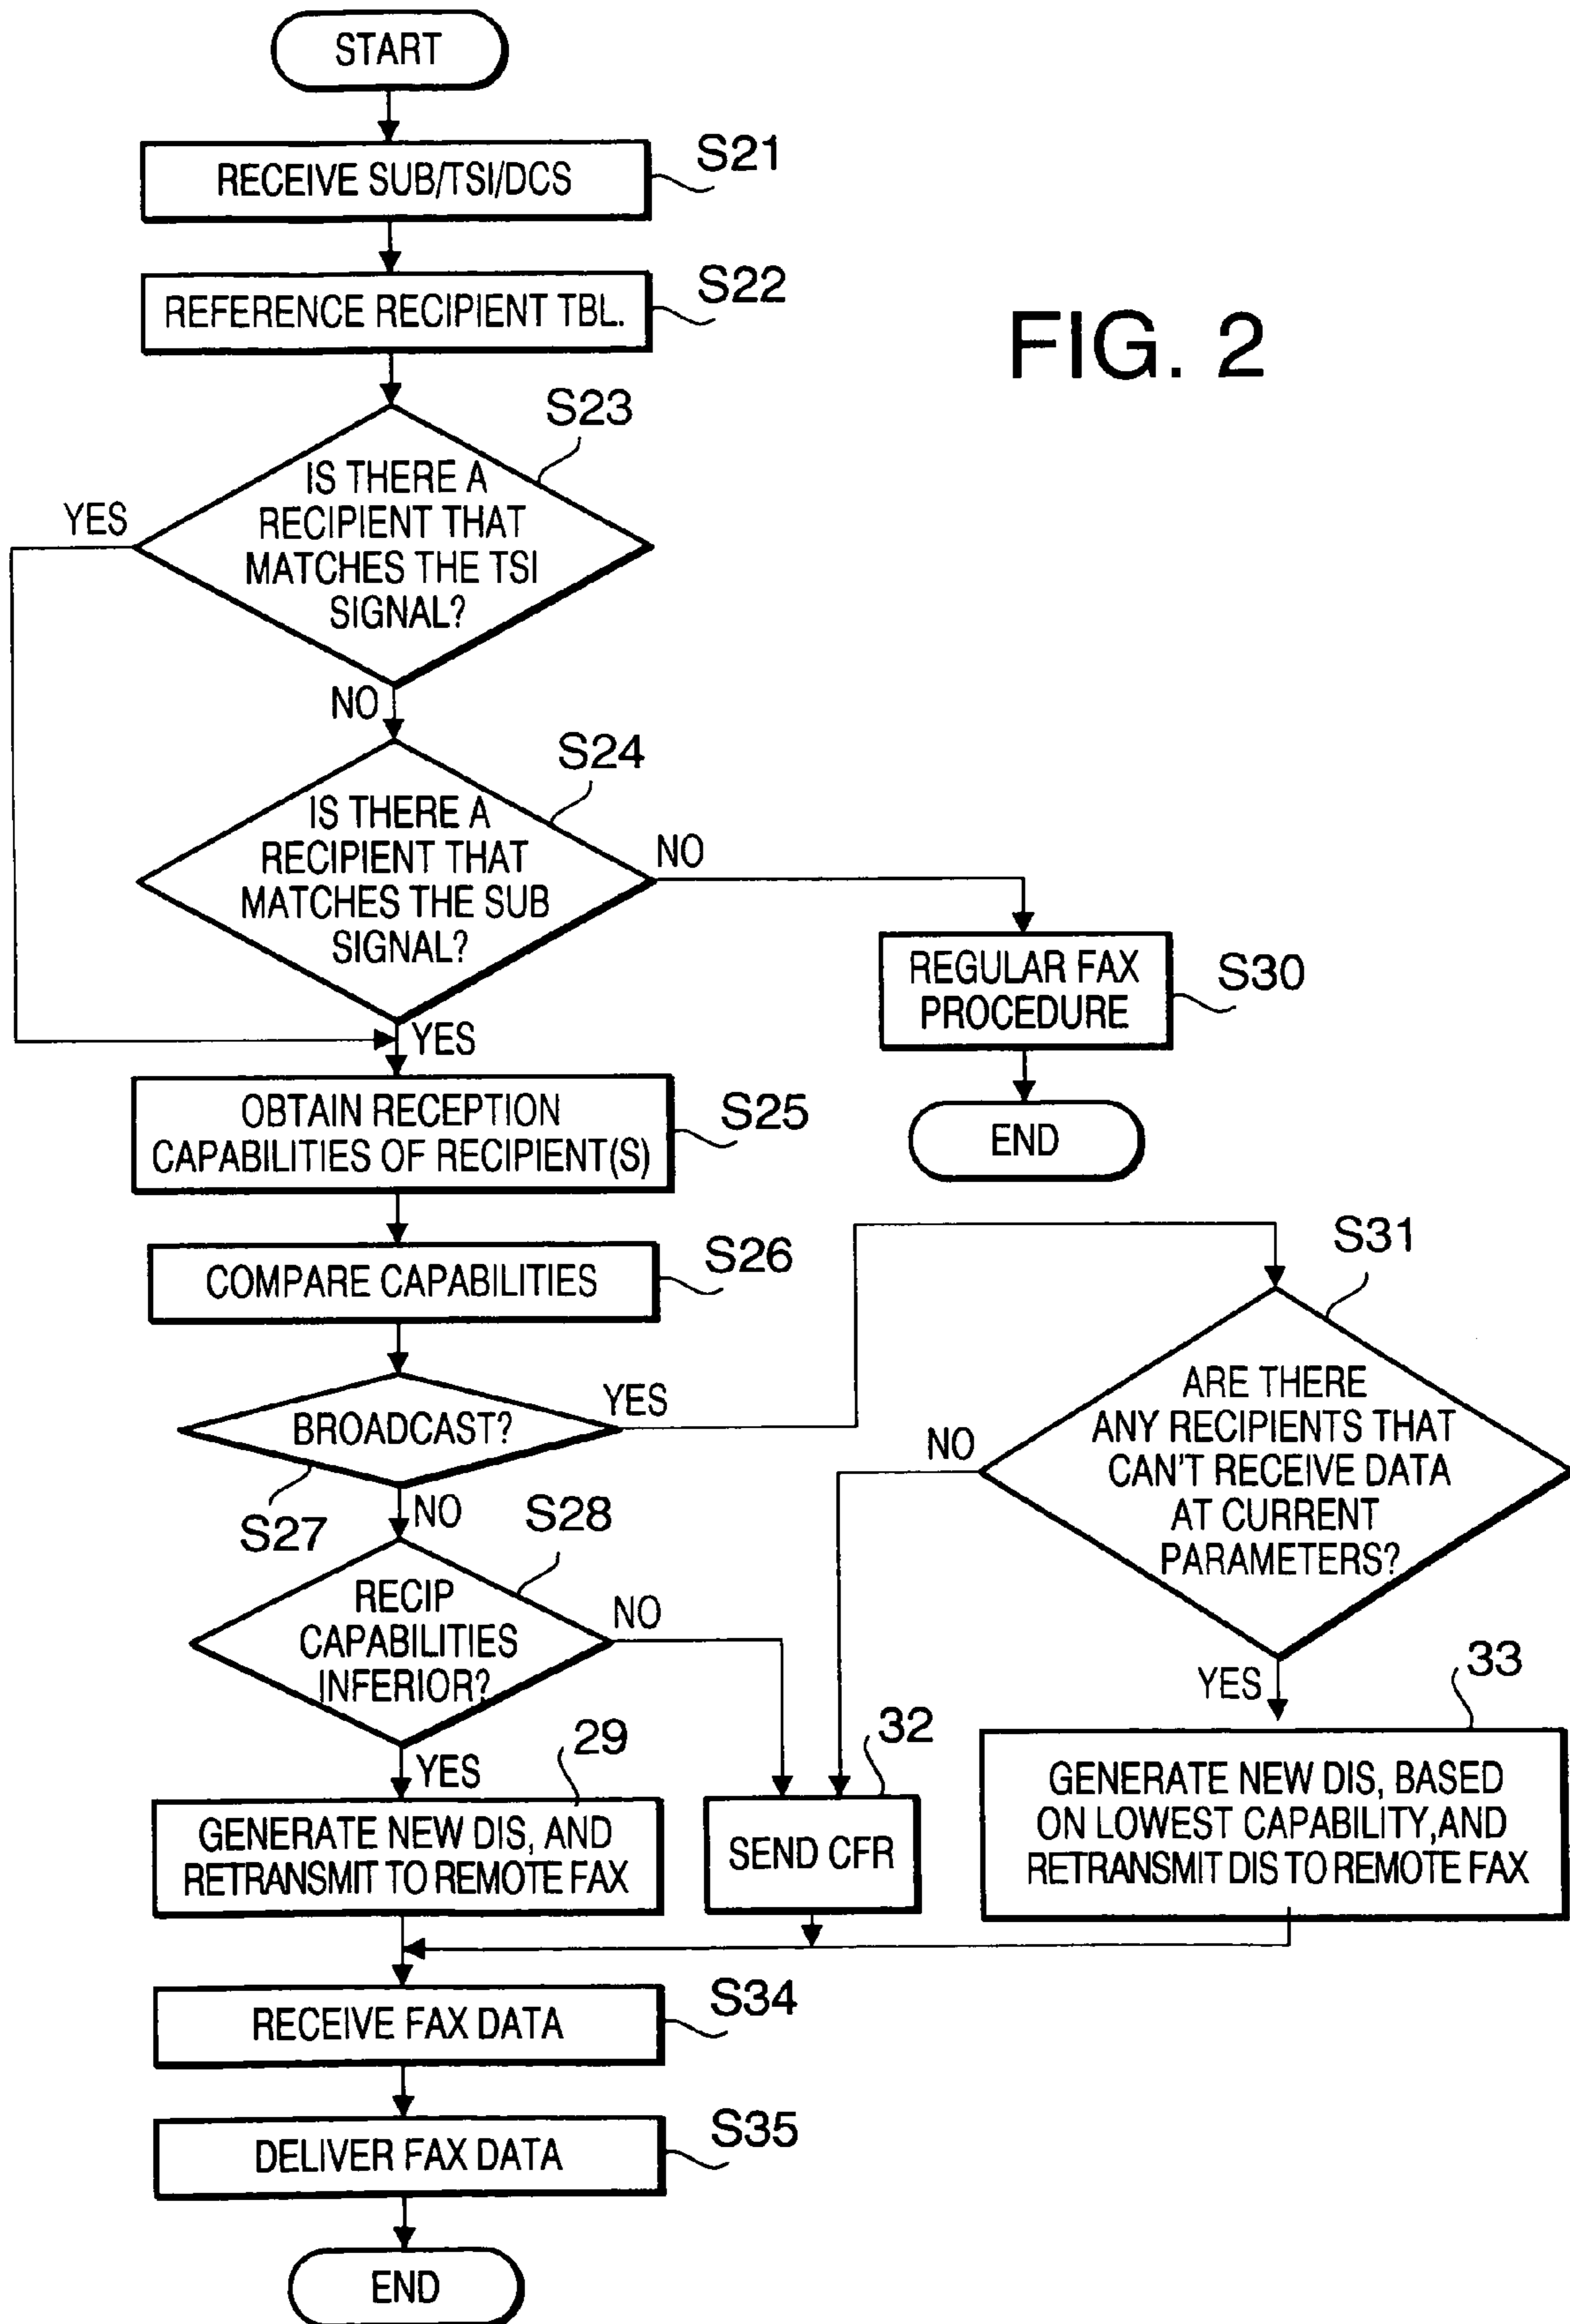 START
RECEIVE SUB/TSI/DCS
S21
REFERENCE RECIPIENT TBL.
S22
FIG. 2
S23
IS THERE A
RECIPIENT THAT
MATCHES THE TSI
SIGNAL?
YES
NO
S24
IS THERE A
RECIPIENT THAT
MATCHES THE SUB
SIGNAL?
NO
YES
REGULAR FAX
PROCEDURE
S30
END
OBTAIN RECEPTION
CAPABILITIES OF RECIPIENT(S)
S25
COMPARE CAPABILITIES
S26
BROADCAST?
YES
S27
NO
S31
ARE THERE
ANY RECIPIENTS THAT
CAN'T RECEIVE DATA
AT CURRENT
PARAMETERS?
NO
YES
S28
RECIP
CAPABILITIES
INFERIOR?
NO
YES
29
GENERATE NEW DIS, AND
RETRANSMIT TO REMOTE FAX
32
SEND CFR
33
GENERATE NEW DIS, BASED
ON LOWEST CAPABILITY,AND
RETRANSMIT DIS TO REMOTE FAX
RECEIVE FAX DATA
S34
DELIVER FAX DATA
S35
END